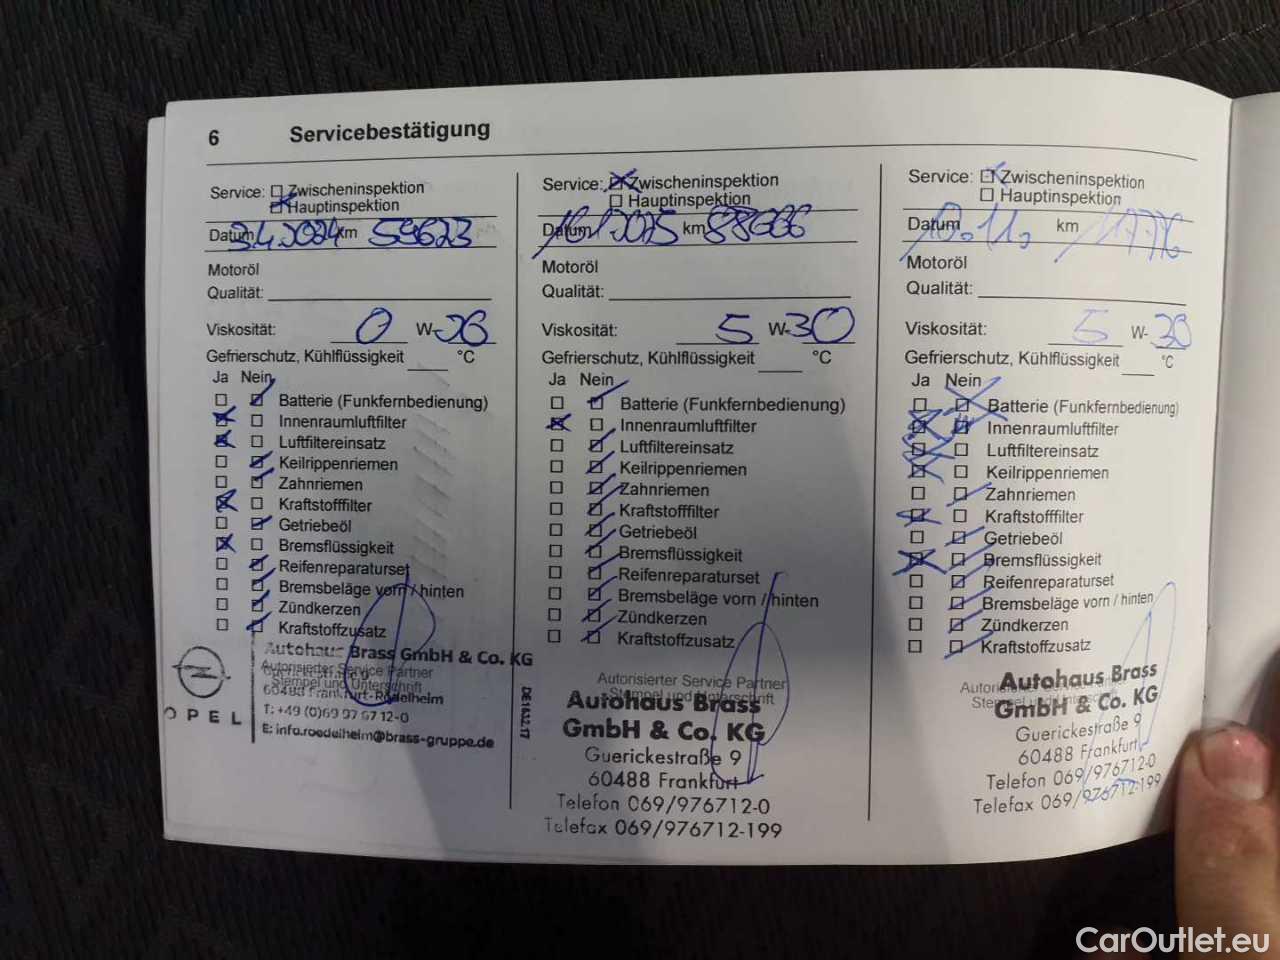 6 Servicebestätigung
Service: Zwischeninspektion
Hauptinspektion
Datum 3.4.2024 km 59623
Motoröl
Qualität:
Viskosität: 0 W-20
Gefrierschutz, Kühlflüssigkeit °C
Ja Nein
Batterie (Funkfernbedienung)
Innenraumluftfilter
Luftfiltereinsatz
Keilrippenriemen
Zahnriemen
Kraftstofffilter
Getriebeöl
Bremsflüssigkeit
Reifenreparaturset
Bremsbeläge vorn / hinten
Zündkerzen
Kraftstoffzusatz
Autohaus Brass GmbH & Co. KG
Autorisierter Service Partner
Stempel und Unterschrift
60488 Frankfurt-Rödelheim
T: +49 (0)69 97 67 12-0
E: info.roedelheim@brass-gruppe.de
OPEL
Service: Zwischeninspektion
Hauptinspektion
Datum km
Motoröl
Qualität:
Viskosität: 5 W-30
Gefrierschutz, Kühlflüssigkeit °C
Ja Nein
Batterie (Funkfernbedienung)
Innenraumluftfilter
Luftfiltereinsatz
Keilrippenriemen
Zahnriemen
Kraftstofffilter
Getriebeöl
Bremsflüssigkeit
Reifenreparaturset
Bremsbeläge vorn / hinten
Zündkerzen
Kraftstoffzusatz
Autorisierter Service Partner
Stempel und Unterschrift
Autohaus Brass
GmbH & Co. KG
Guerickestraße 9
60488 Frankfurt
Telefon 069/976712-0
Telefax 069/976712-199
Service: Zwischeninspektion
Hauptinspektion
Datum 10.11. km
Motoröl
Qualität:
Viskosität: 5 W-30
Gefrierschutz, Kühlflüssigkeit °C
Ja Nein
Batterie (Funkfernbedienung)
Innenraumluftfilter
Luftfiltereinsatz
Keilrippenriemen
Zahnriemen
Kraftstofffilter
Getriebeöl
Bremsflüssigkeit
Reifenreparaturset
Bremsbeläge vorn / hinten
Zündkerzen
Kraftstoffzusatz
Autohaus Brass
GmbH & Co. KG
Guerickestraße 9
60488 Frankfurt
Telefon 069/976712-0
Telefax 069/976712-199
CarOutlet.eu